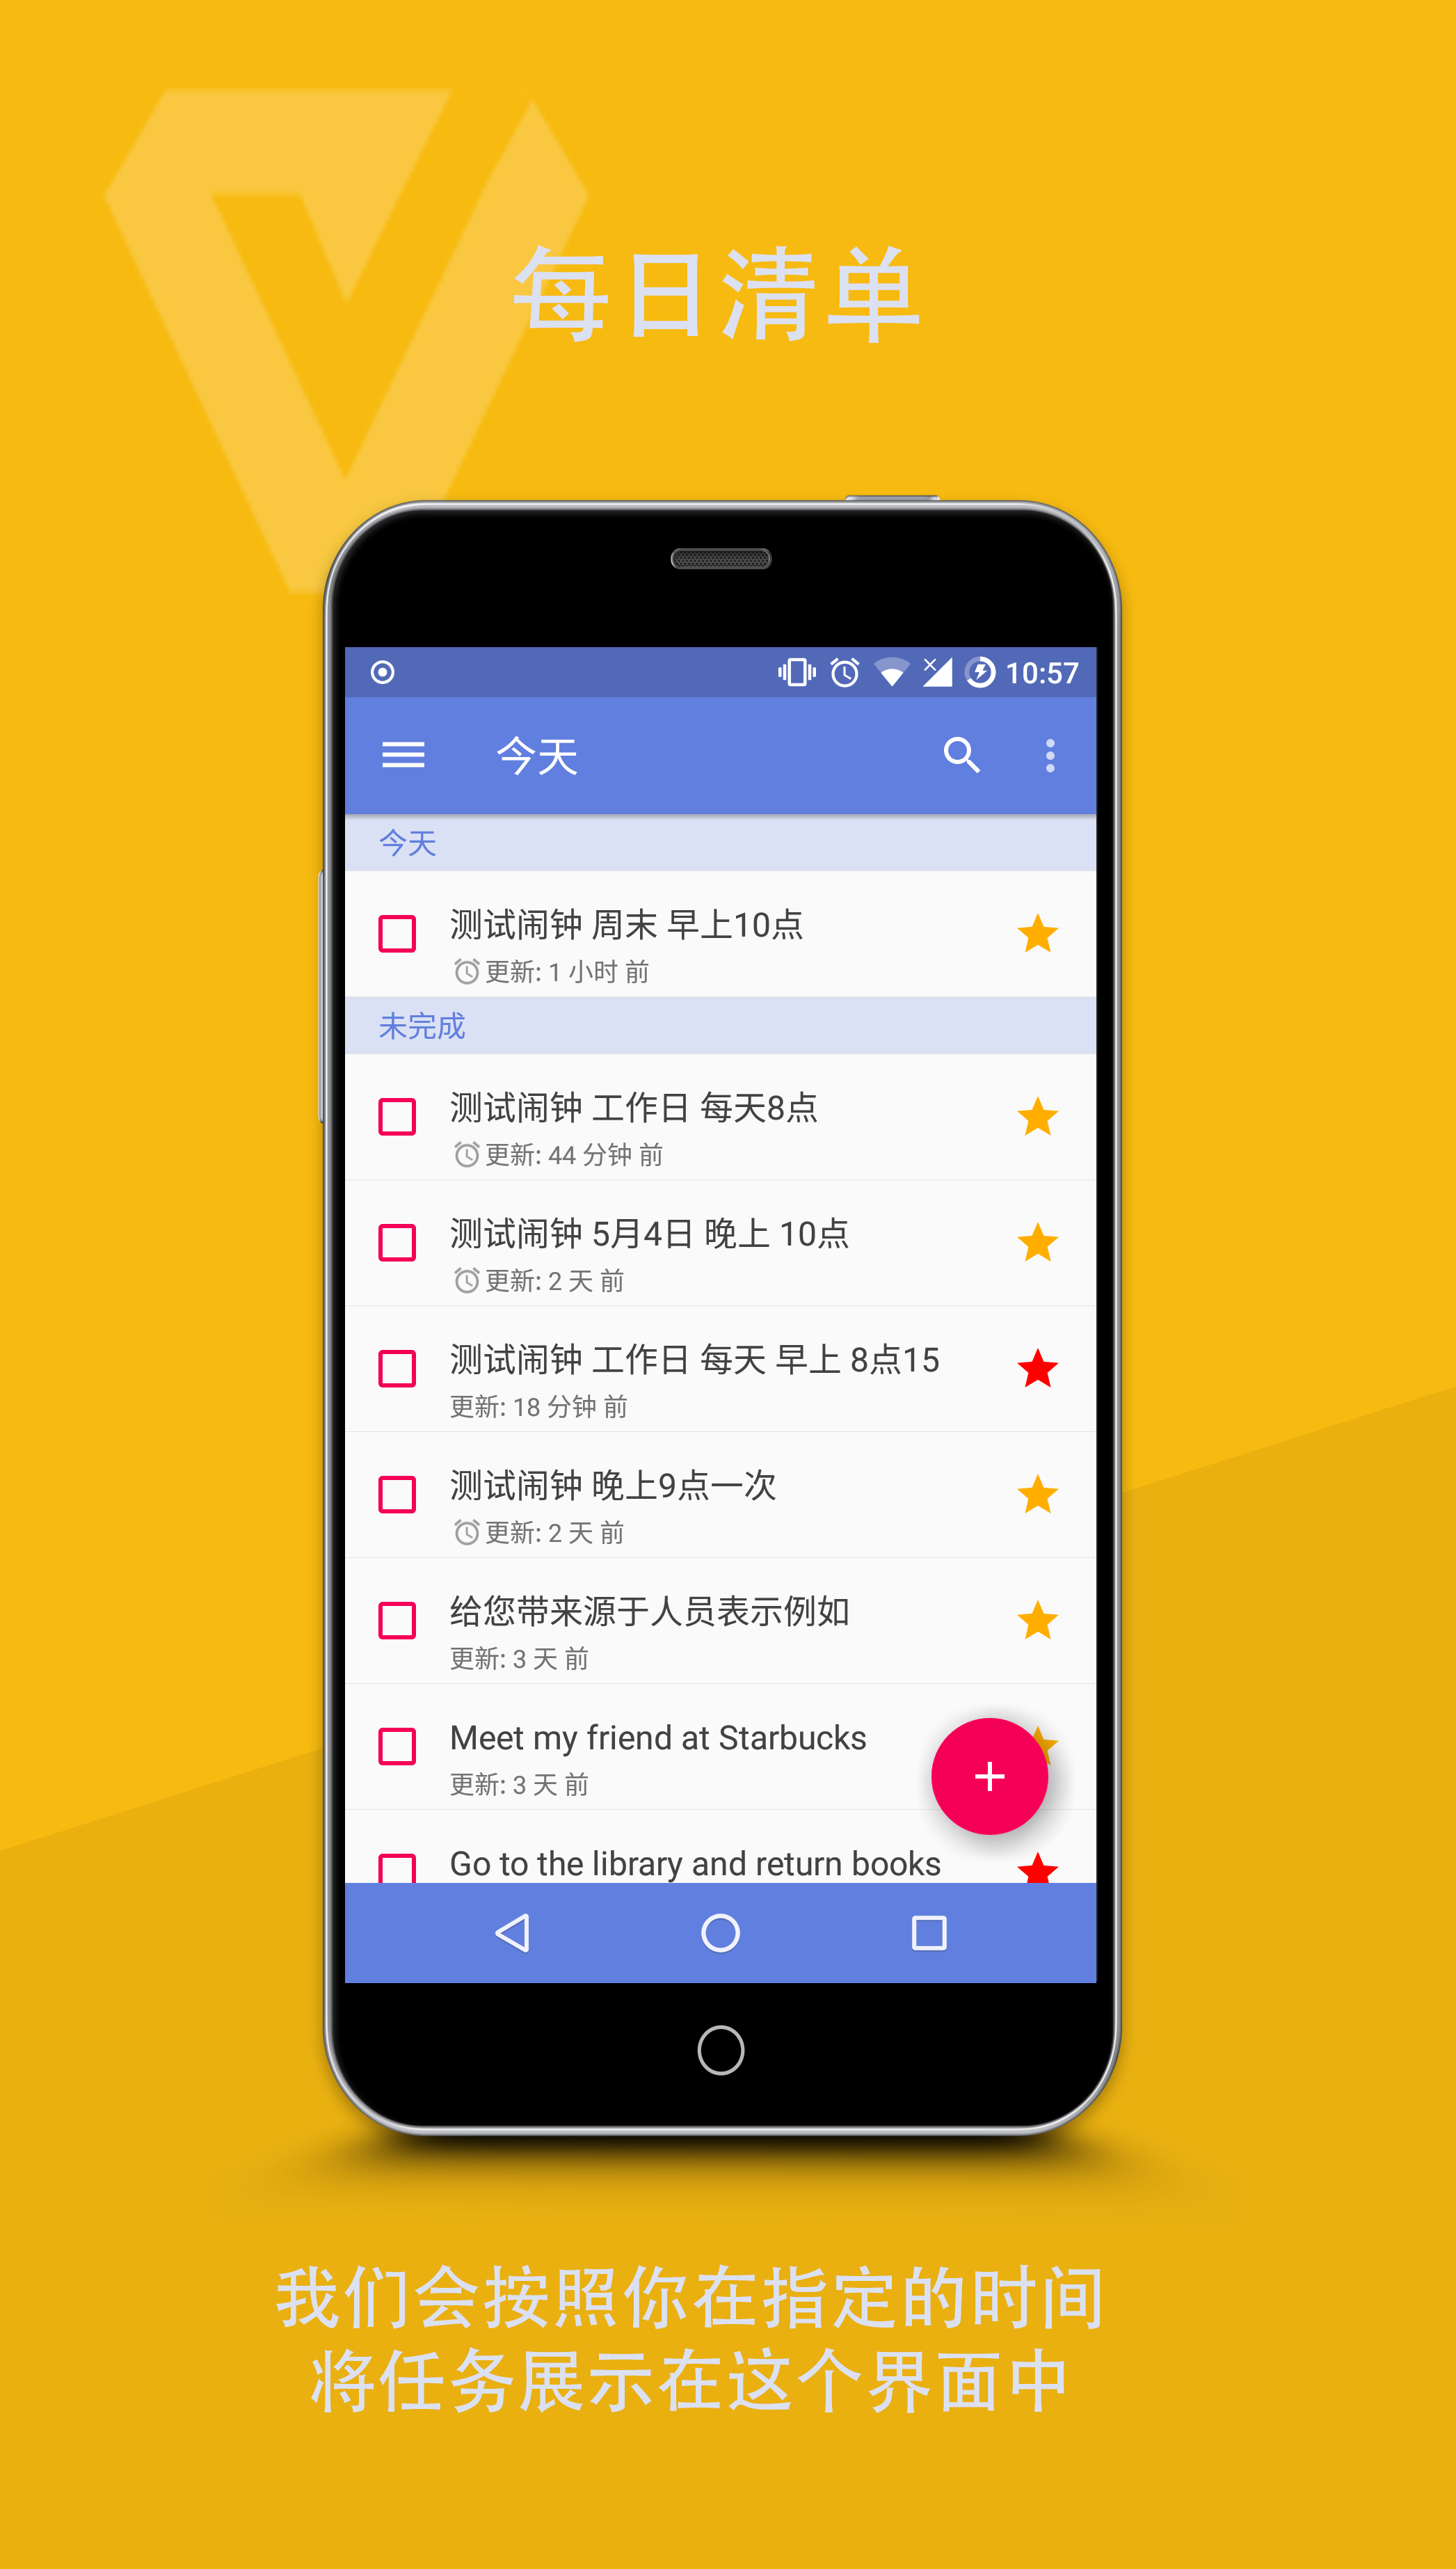 每日清单
10:57
今天
今天
测试闹钟 周末 早上10点
更新: 1 小时 前
未完成
测试闹钟 工作日 每天8点
更新: 44 分钟 前
测试闹钟 5月4日 晚上 10点
更新: 2 天 前
测试闹钟 工作日 每天 早上 8点15
更新: 18 分钟 前
测试闹钟 晚上9点一次
更新: 2 天 前
给您带来源于人员表示例如
更新: 3 天 前
Meet my friend at Starbucks
更新: 3 天 前
Go to the library and return books
我们会按照你在指定的时间
将任务展示在这个界面中